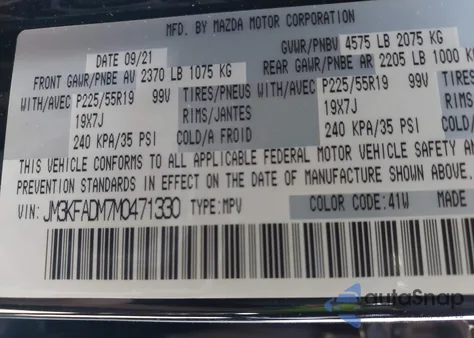 MFD. BY MAZDA MOTOR CORPORATION
DATE 09/21 GVWR/PNBV 4575 LB 2075 KG
FRONT GAWR/PNBE AV 2370 LB 1075 KG REAR GAWR/PNBE AR 2205 LB 1000 KG
WITH/AVEC P225/55R19 99V TIRES/PNEUS WITH/AVEC P225/55R19 99V
19X7J RIMS/JANTES 19X7J
240 KPA/35 PSI COLD/A FROID 240 KPA/35 PSI COLD/A
THIS VEHICLE CONFORMS TO ALL APPLICABLE FEDERAL MOTOR VEHICLE SAFETY AN
PREVENTION STANDARDS IN EFFECT ON THE DATE OF MANUFACTURE SHOWN ABOVE.
VIN: JM3KFADM7M0471330 TYPE:MPV COLOR CODE:41W MADE
autoSnap